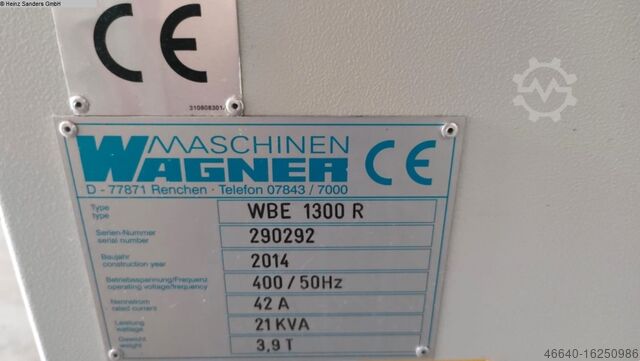 © Heinz Sanders GmbH
CE
310808301
MASCHINEN
WAGNER CE
D - 77871 Renchen · Telefon 07843 / 7000
Type WBE 1300 R
type
Serien-Nummer 290292
serial number
Baujahr 2014
construction year
Betriebsspannung/Frequenz 400 / 50Hz
operating voltage/frequency
Nennstrom 42 A
rated current
Leistung 21 KVA
wattage
Gewicht 3,9 T
weight
46640-16250986